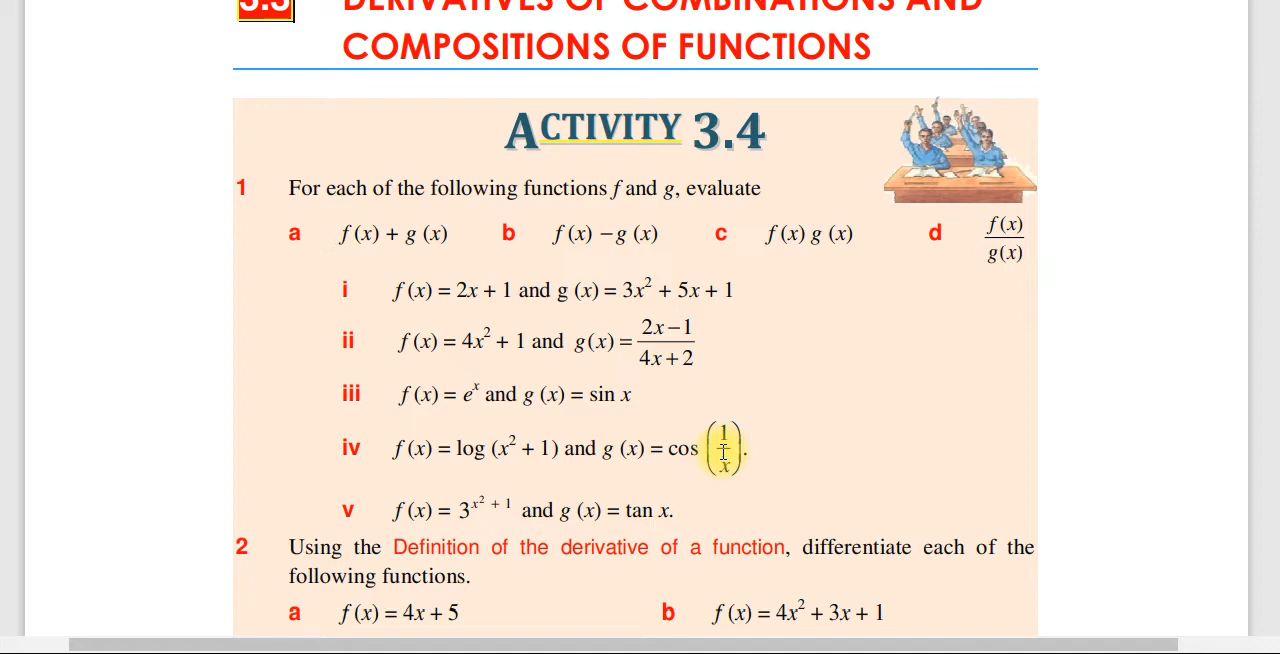 3.3 DERIVATIVES OF COMBINATIONS AND
COMPOSITIONS OF FUNCTIONS
ACTIVITY 3.4
1 For each of the following functions f and g, evaluate
a f (x) + g (x) b f (x) − g (x) c f (x) g (x) d f(x)/g(x)
i f (x) = 2x + 1 and g (x) = 3x² + 5x + 1
ii f (x) = 4x² + 1 and g(x) = (2x−1)/(4x+2)
iii f (x) = eˣ and g (x) = sin x
iv f (x) = log (x² + 1) and g (x) = cos (1/x).
v f (x) = 3^(x² + 1) and g (x) = tan x.
2 Using the Definition of the derivative of a function, differentiate each of the
following functions.
a f (x) = 4x + 5 b f (x) = 4x² + 3x + 1